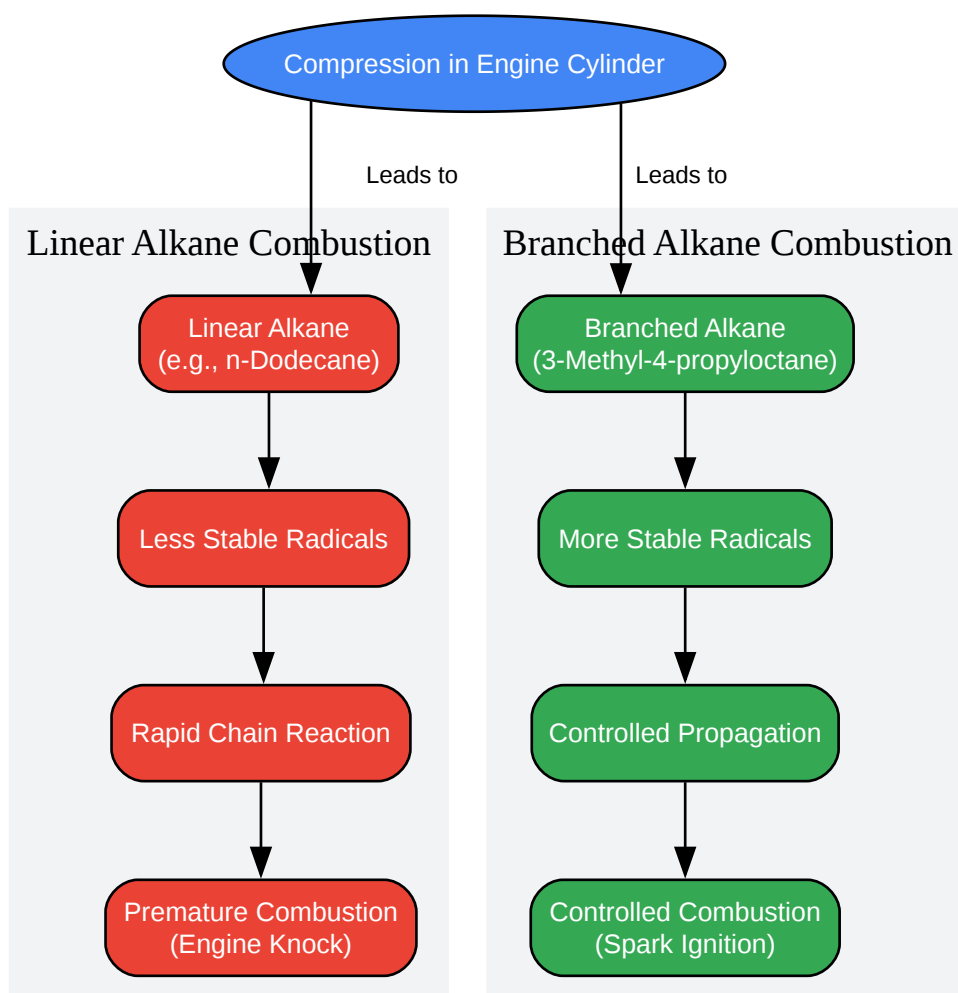 Compression in Engine Cylinder
Leads to
Leads to
Linear Alkane Combustion
Linear Alkane
(e.g., n-Dodecane)
Less Stable Radicals
Rapid Chain Reaction
Premature Combustion
(Engine Knock)
Branched Alkane Combustion
Branched Alkane
(3-Methyl-4-propyloctane)
More Stable Radicals
Controlled Propagation
Controlled Combustion
(Spark Ignition)